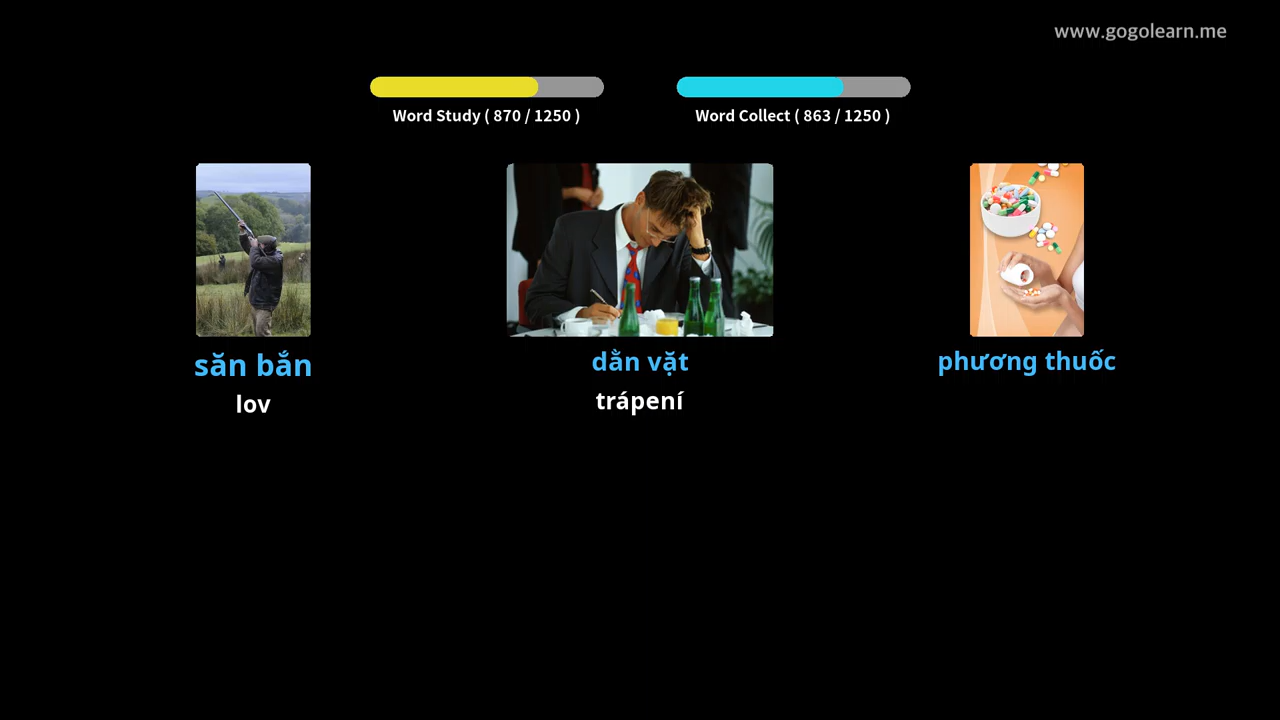 www.gogolearn.me
Word Study ( 870 / 1250 )
Word Collect ( 863 / 1250 )
săn bắn
lov
dằn vặt
trápení
phương thuốc